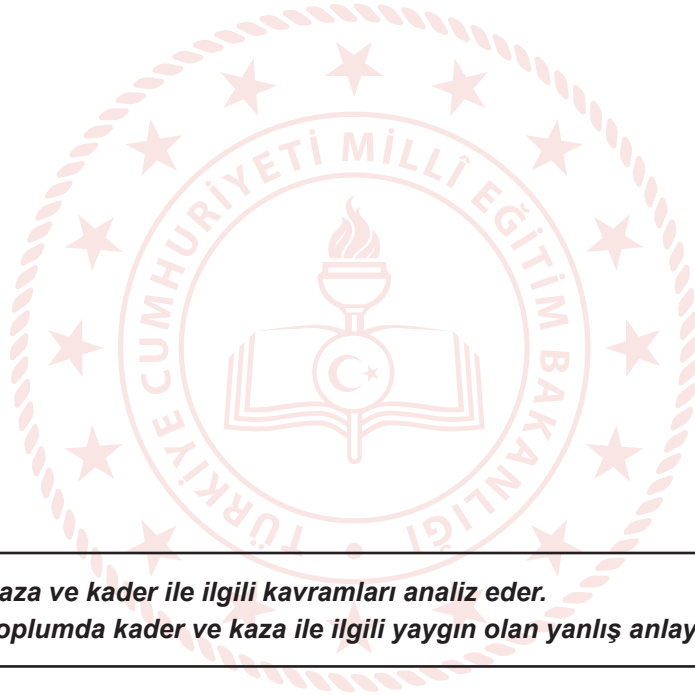 TÜRKİYE CUMHURİYETİ MİLLÎ EĞİTİM BAKANLIĞI
aza ve kader ile ilgili kavramları analiz eder.
oplumda kader ve kaza ile ilgili yaygın olan yanlış anlay